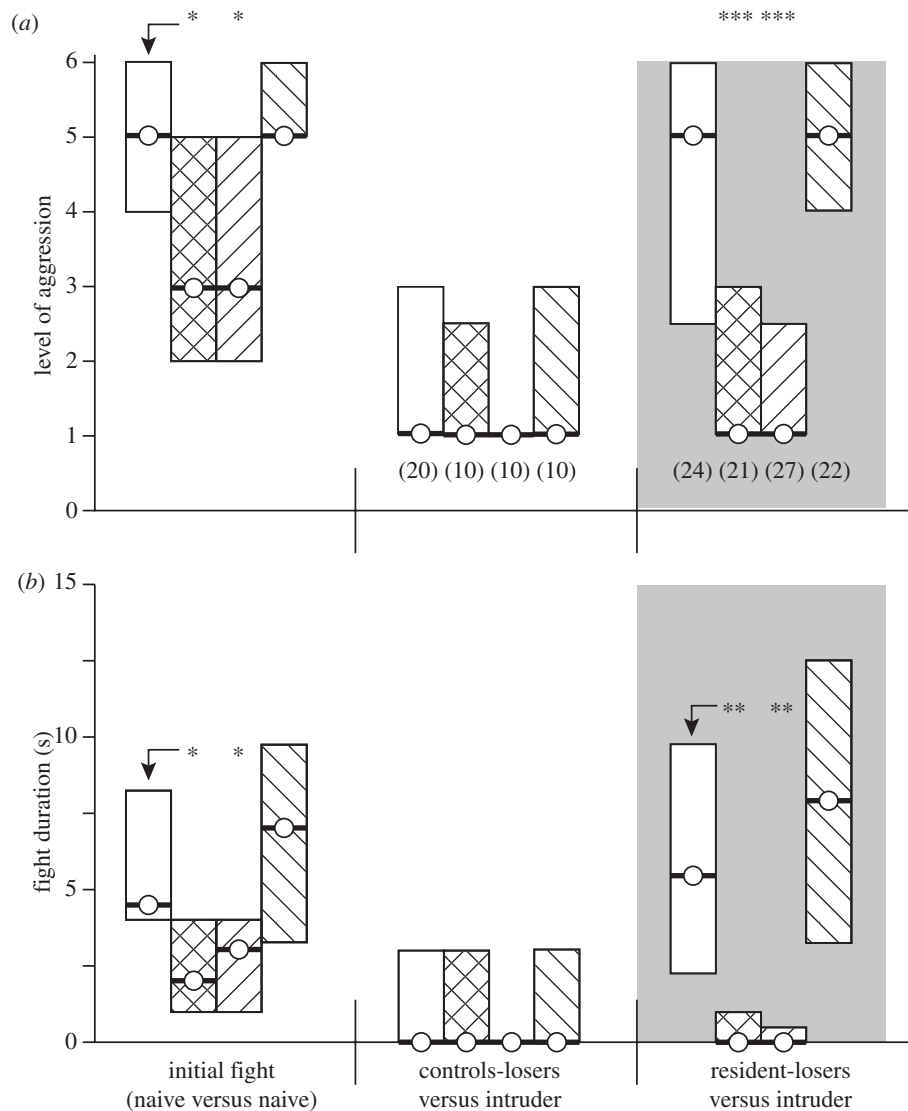 (a)
* *
*** ***
6
5
4
3
2
1
0
level of aggression
(20) (10) (10) (10)
(24) (21) (27) (22)
(b)
15
10
5
0
fight duration (s)
* *
** **
initial fight
(naive versus naive)
controls-losers
versus intruder
resident-losers
versus intruder